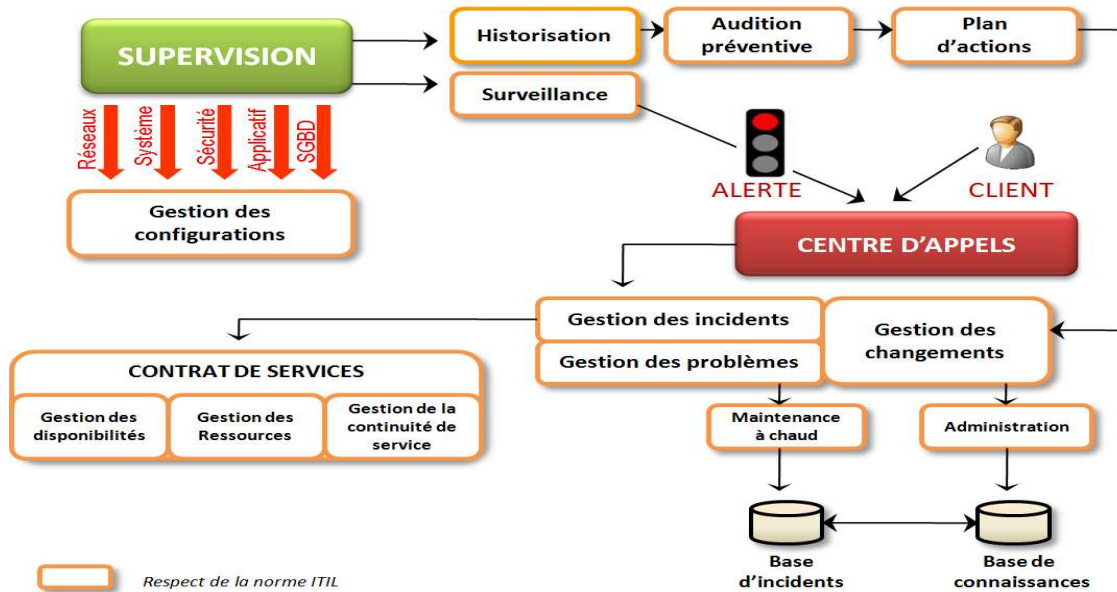 SUPERVISION
Historisation
Audition
préventive
Plan
d'actions
Surveillance
Réseaux
Système
Sécurité
Applicatif
SGBD
ALERTE
CLIENT
Gestion des
configurations
CENTRE D'APPELS
Gestion des incidents
Gestion des problèmes
Gestion des
changements
CONTRAT DE SERVICES
Gestion des
disponibilités
Gestion des
Ressources
Gestion de la
continuité de
service
Maintenance
à chaud
Administration
Base
d'incidents
Base de
connaissances
Respect de la norme ITIL